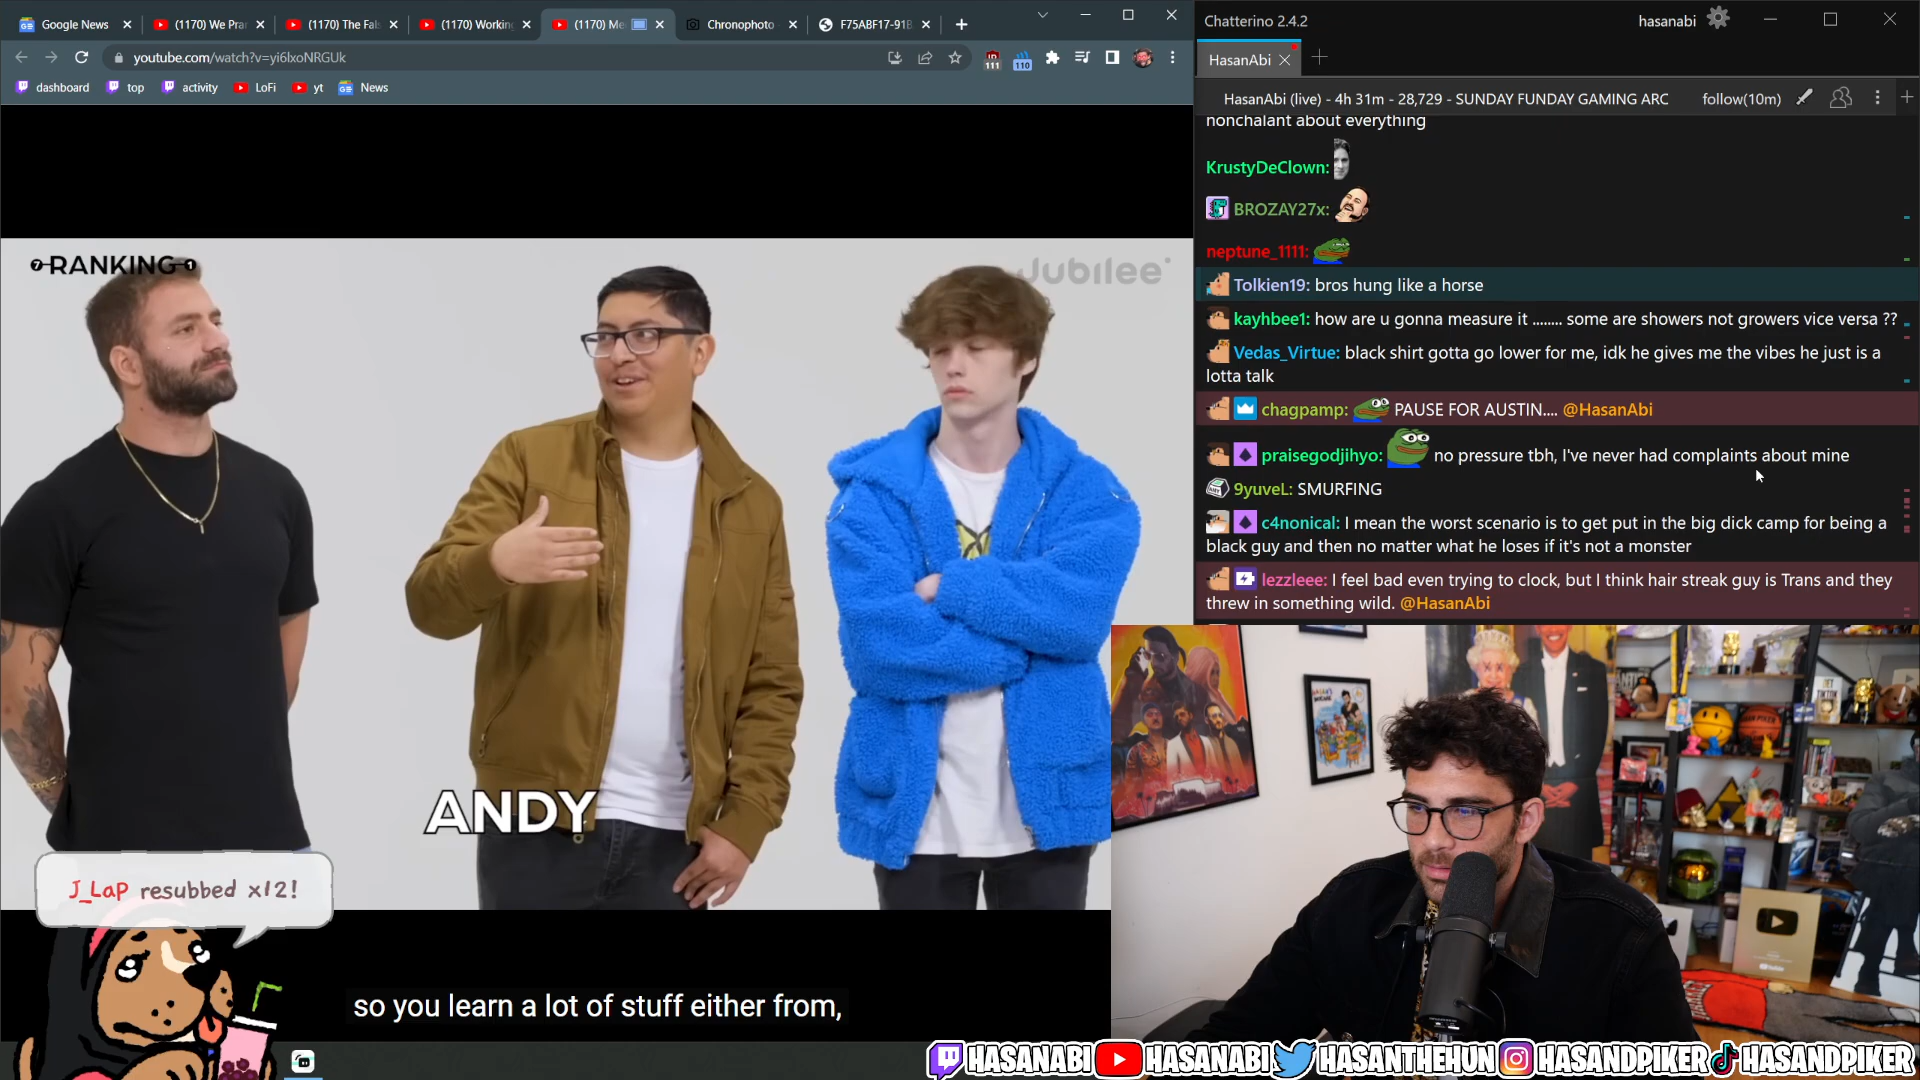 Google News
(1170) We Pra
(1170) The Fal
(1170) Working
(1170) Me
Chronophoto
F75ABF17-91B
youtube.com/watch?v=yi6lxoNRGUk
111
110
dashboard
top
activity
LoFi
yt
News
RANKING
Jubilee
ANDY
J_LaP resubbed x12!
so you learn a lot of stuff either from,
Chatterino 2.4.2
hasanabi
HasanAbi
HasanAbi (live) - 4h 31m - 28,729 - SUNDAY FUNDAY GAMING ARC
follow(10m)
nonchalant about everything
KrustyDeClown:
BROZAY27x:
neptune_1111:
Tolkien19: bros hung like a horse
kayhbee1: how are u gonna measure it ........ some are showers not growers vice versa ??
Vedas_Virtue: black shirt gotta go lower for me, idk he gives me the vibes he just is a
lotta talk
chagpamp: PAUSE FOR AUSTIN.... @HasanAbi
praisegodjihyo: no pressure tbh, I've never had complaints about mine
9yuveL: SMURFING
c4nonical: I mean the worst scenario is to get put in the big dick camp for being a
black guy and then no matter what he loses if it's not a monster
lezzleee: I feel bad even trying to clock, but I think hair streak guy is Trans and they
threw in something wild. @HasanAbi
HASANABI HASANABI HASANTHEHUN HASANDPIKER HASANDPIKER